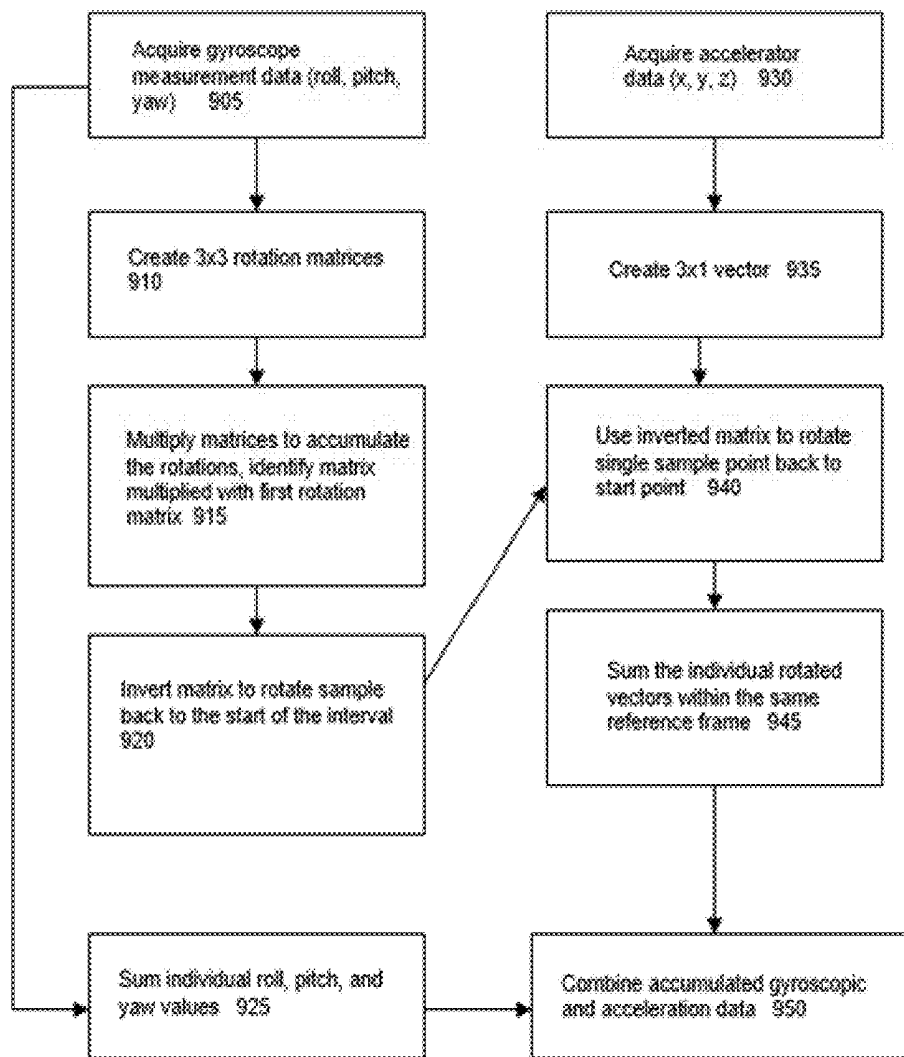 Acquire gyroscope
measurement data (roll, pitch,
yaw) 905
Create 3x3 rotation matrices
910
Multiply matrices to accumulate
the rotations, identify matrix
multiplied with first rotation
matrix 915
Invert matrix to rotate sample
back to the start of the interval
920
Sum individual roll, pitch, and
yaw values 925
Acquire accelerator
data (x, y, z) 930
Create 3x1 vector 935
Use inverted matrix to rotate
single sample point back to
start point 940
Sum the individual rotated
vectors within the same
reference frame 945
Combine accumulated gyroscopic
and acceleration data 950